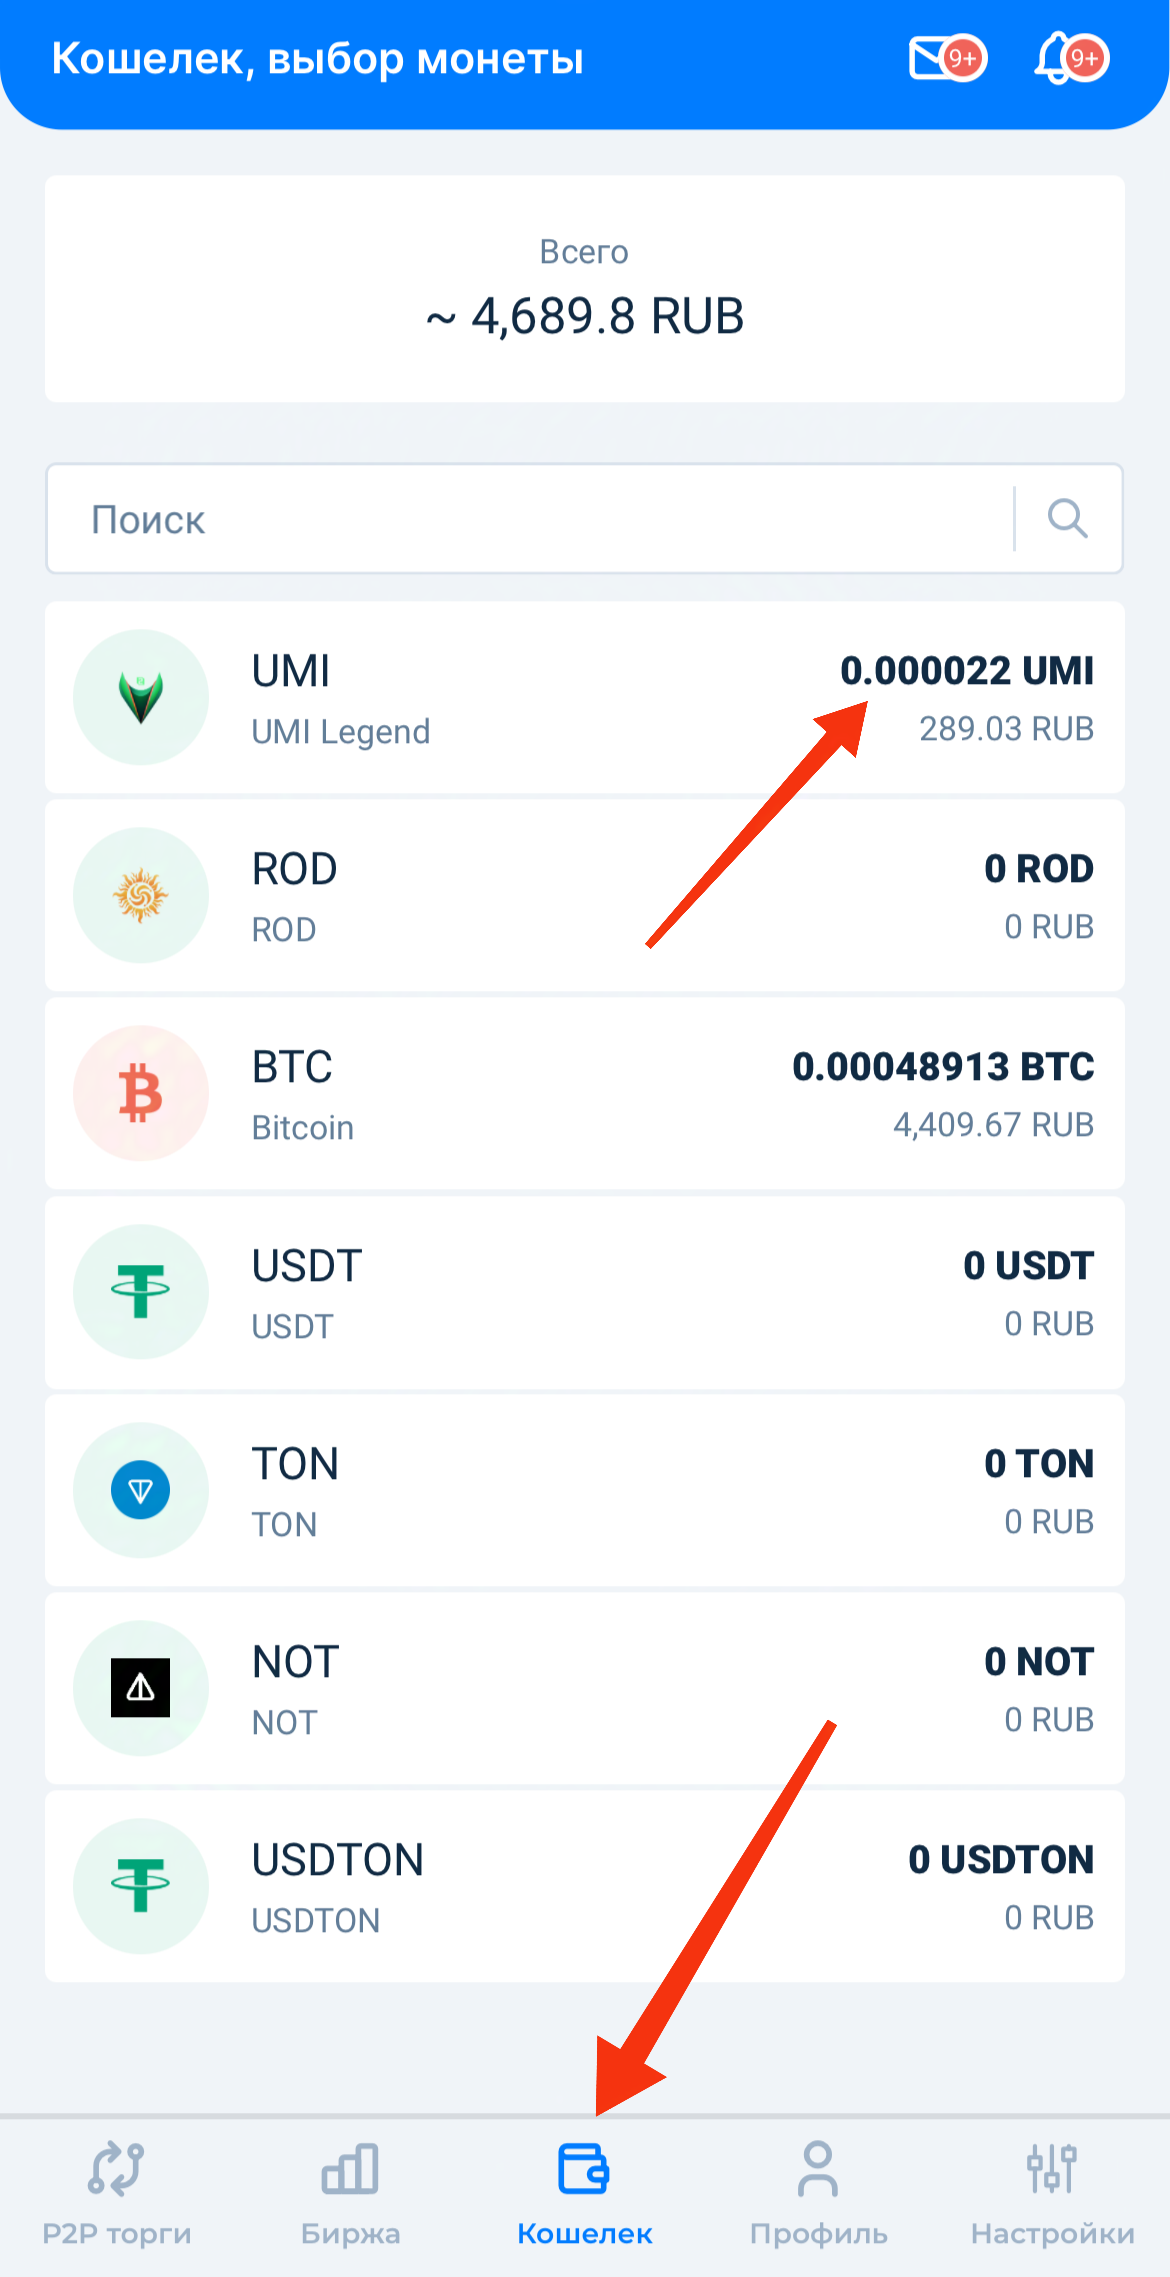 Кошелек, выбор монеты
9+
9+
Всего
~ 4,689.8 RUB
Поиск
UMI
0.000022 UMI
UMI Legend
289.03 RUB
ROD
0 ROD
ROD
0 RUB
BTC
0.00048913 BTC
Bitcoin
4,409.67 RUB
USDT
0 USDT
USDT
0 RUB
TON
0 TON
TON
0 RUB
NOT
0 NOT
NOT
0 RUB
USDTON
0 USDTON
USDTON
0 RUB
P2P торги
Биржа
Кошелек
Профиль
Настройки